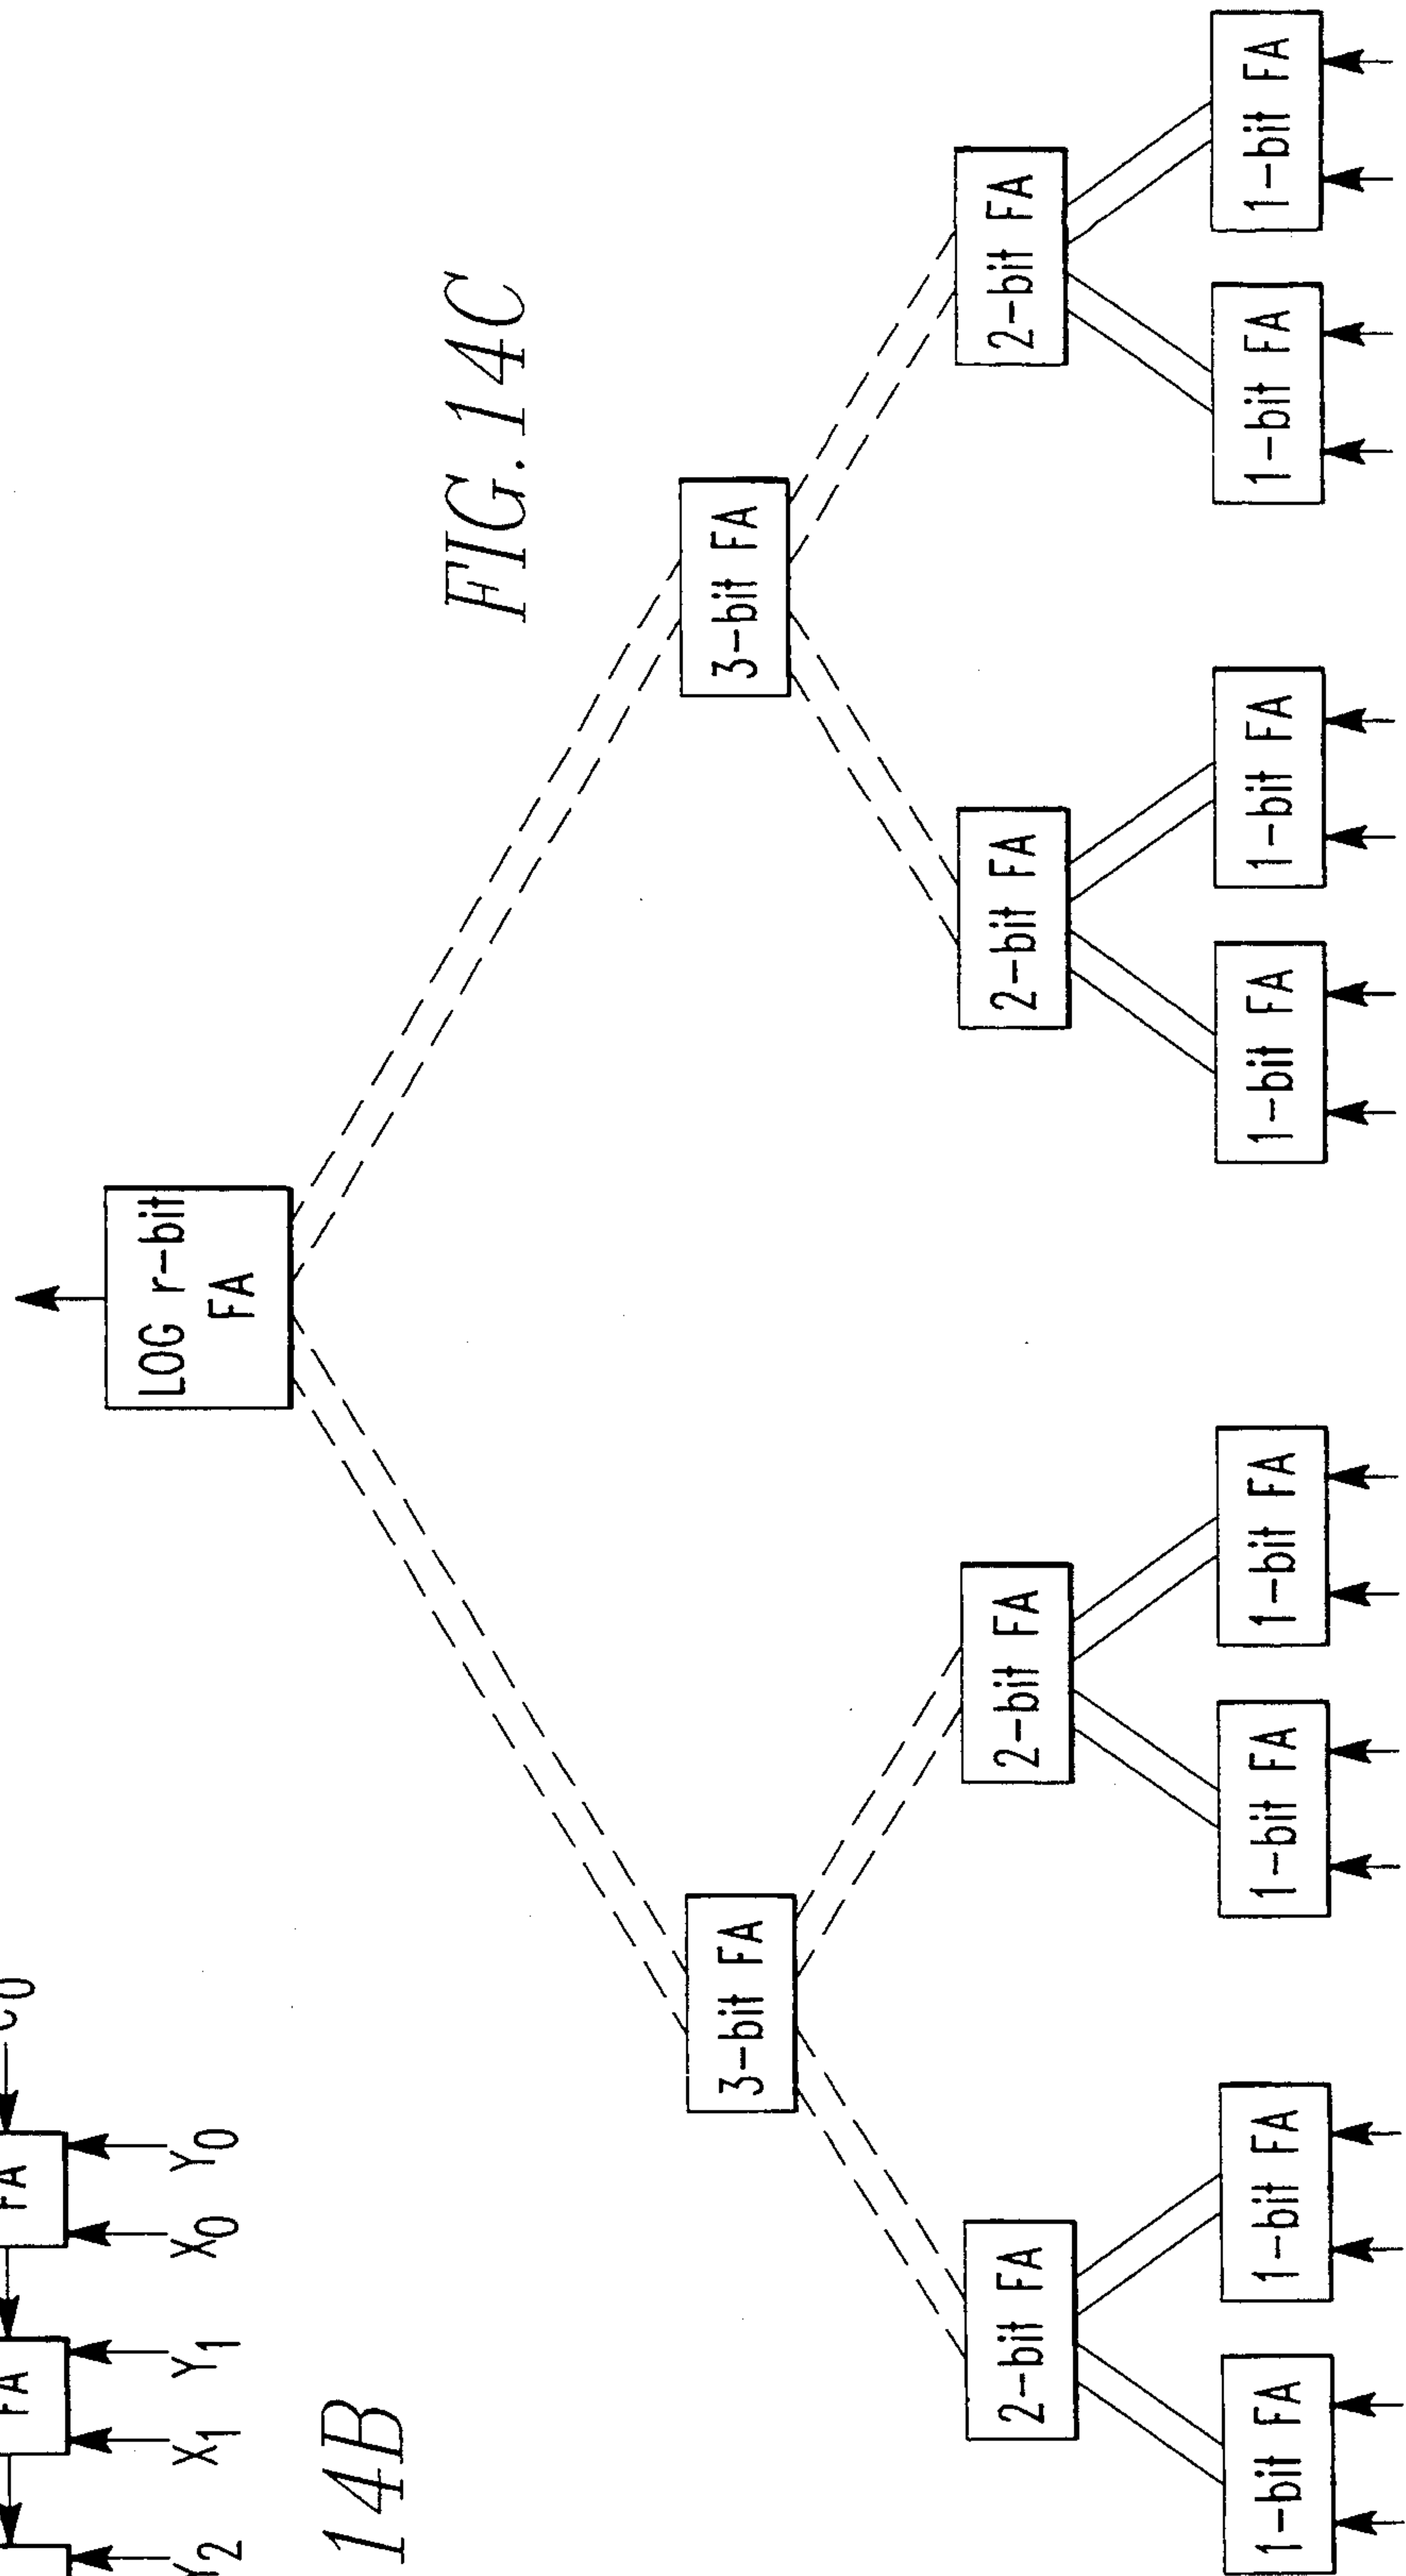 LOG r-bit
FA
FIG. 14C
3-bit FA
3-bit FA
2-bit FA
2-bit FA
2-bit FA
2-bit FA
1-bit FA
1-bit FA
1-bit FA
1-bit FA
1-bit FA
1-bit FA
1-bit FA
1-bit FA
FA
FA
Y2
X1
Y1
X0
Y0
14B